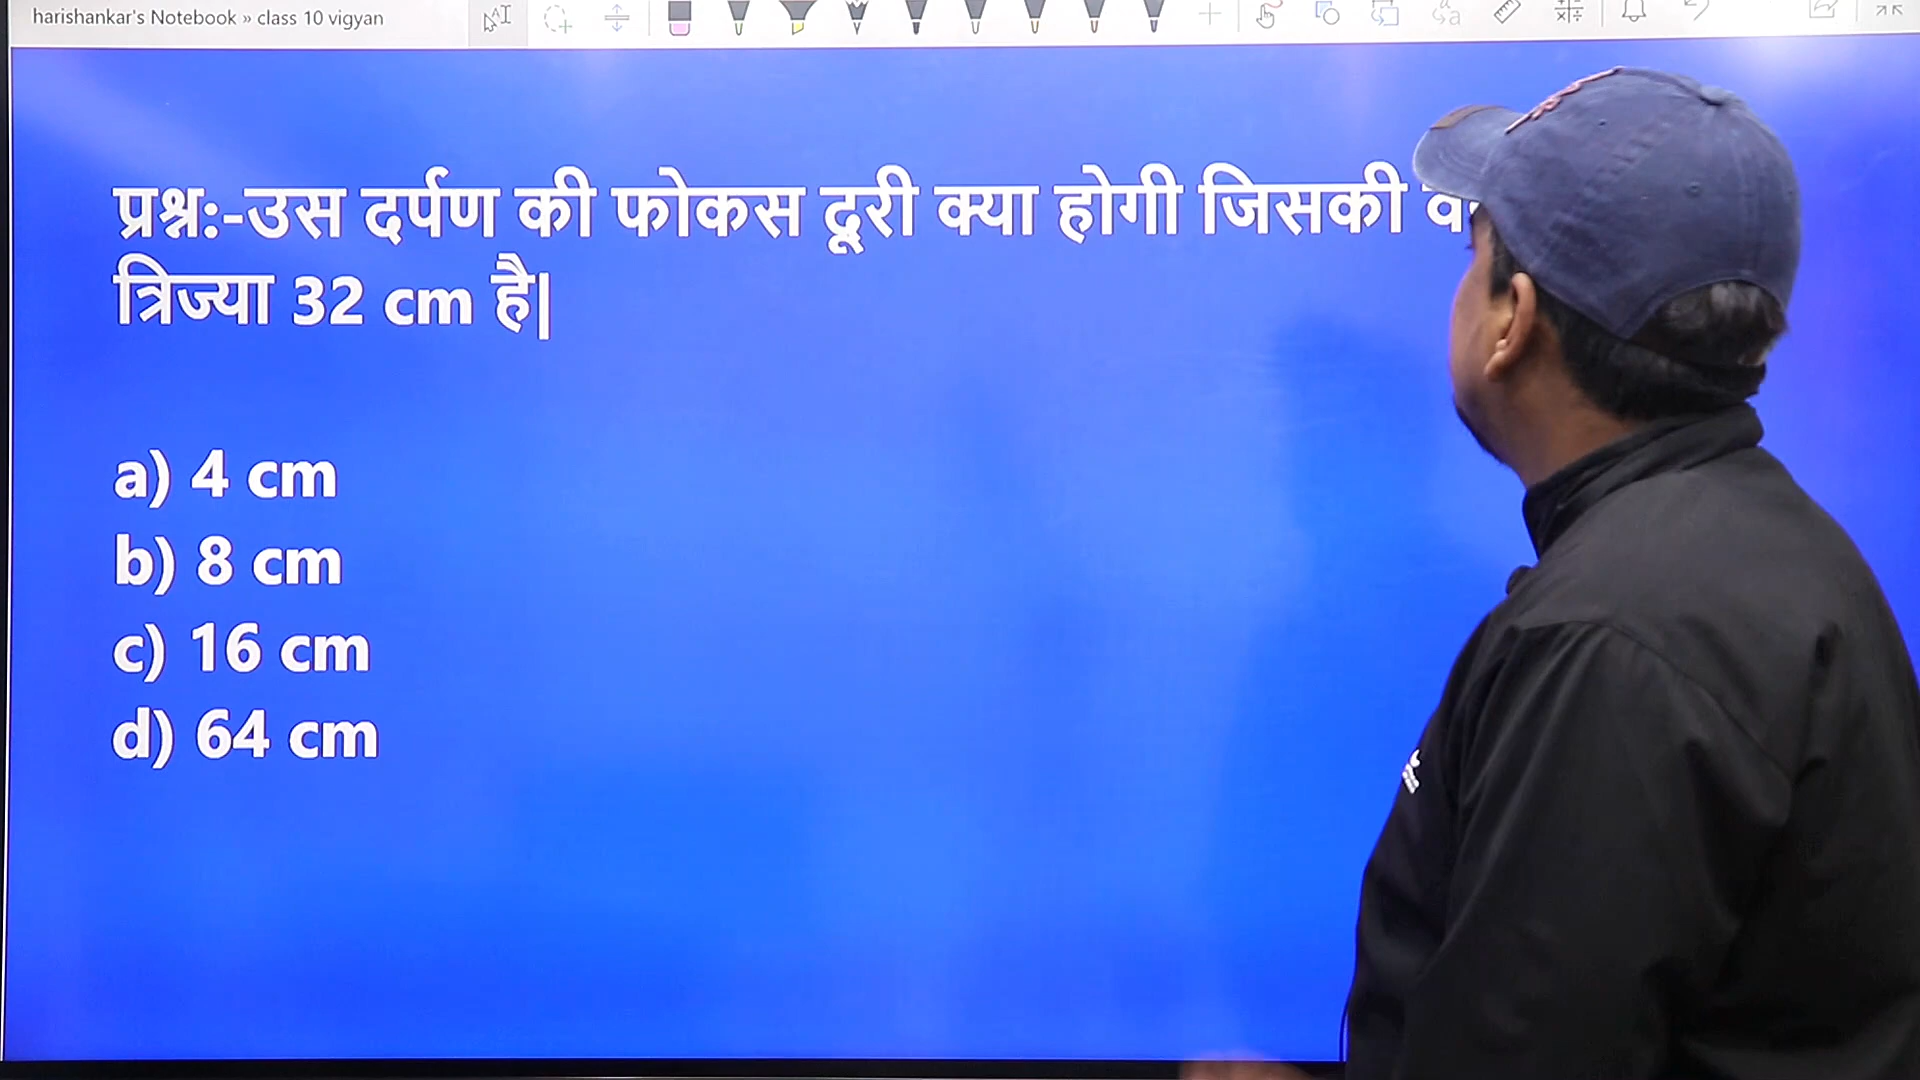 harishankar's Notebook » class 10 vigyan
प्रश्न:-उस दर्पण की फोकस दूरी क्या होगी जिसकी
त्रिज्या 32 cm है|
a) 4 cm
b) 8 cm
c) 16 cm
d) 64 cm